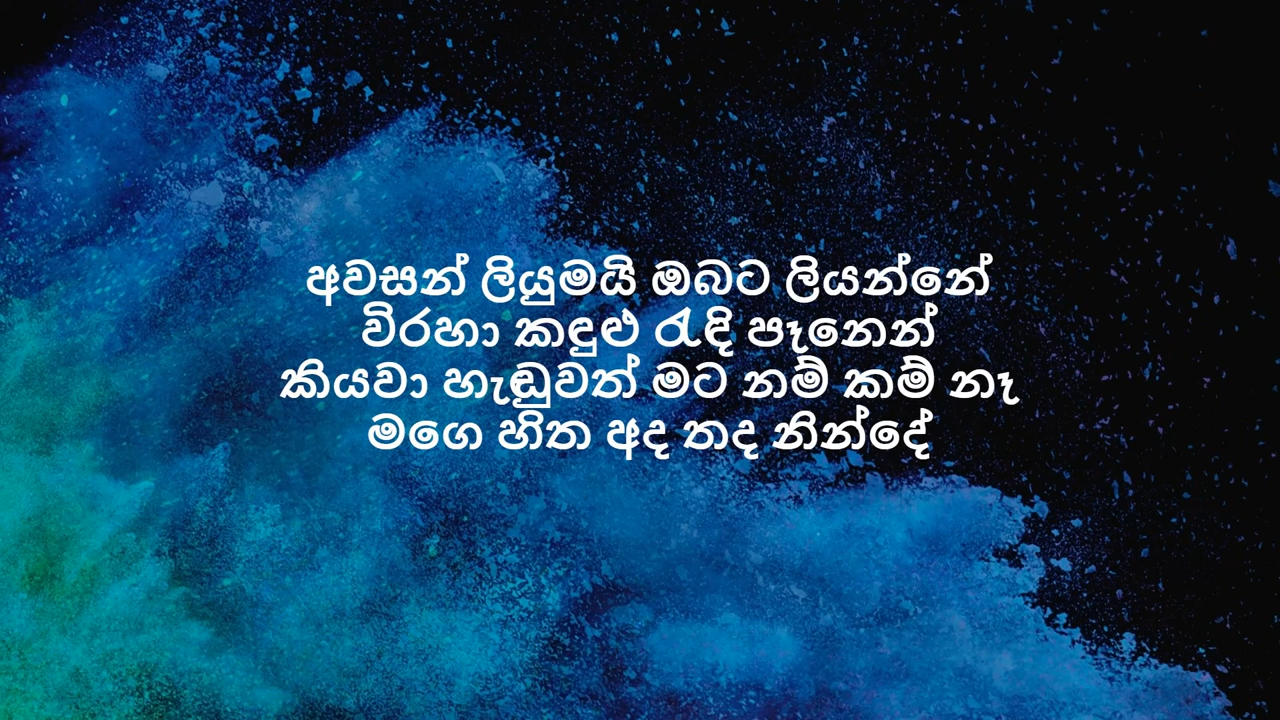 අවසන් ලියුමයි ඔබට ලියන්නේ
විරහා කඳුළු රැඳි පෑනෙන්
කියවා හැඬුවත් මට නම් කම් නෑ
මගෙ හිත අද තද නින්දේ